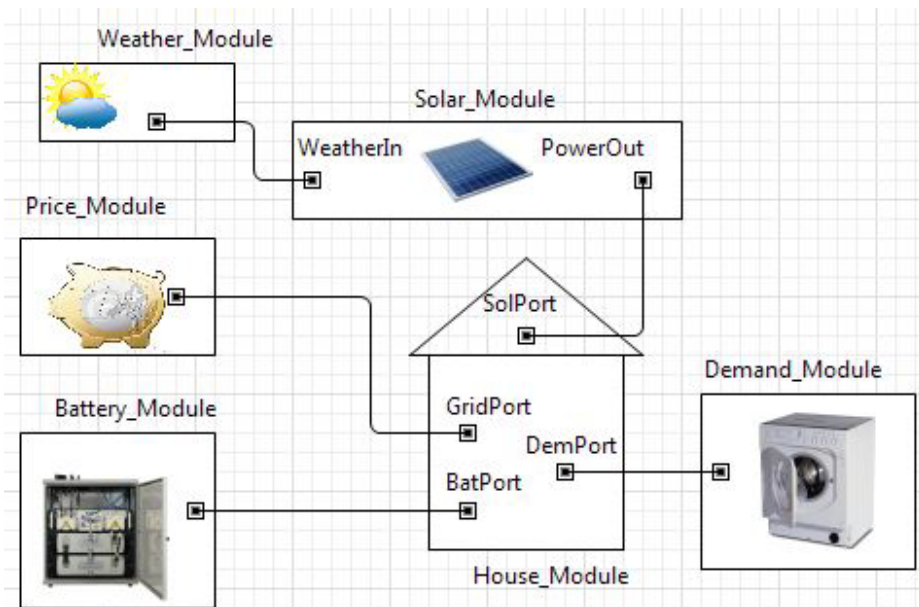 Weather_Module
Solar_Module
WeatherIn
PowerOut
Price_Module
SolPort
Demand_Module
Battery_Module
GridPort
DemPort
BatPort
House_Module